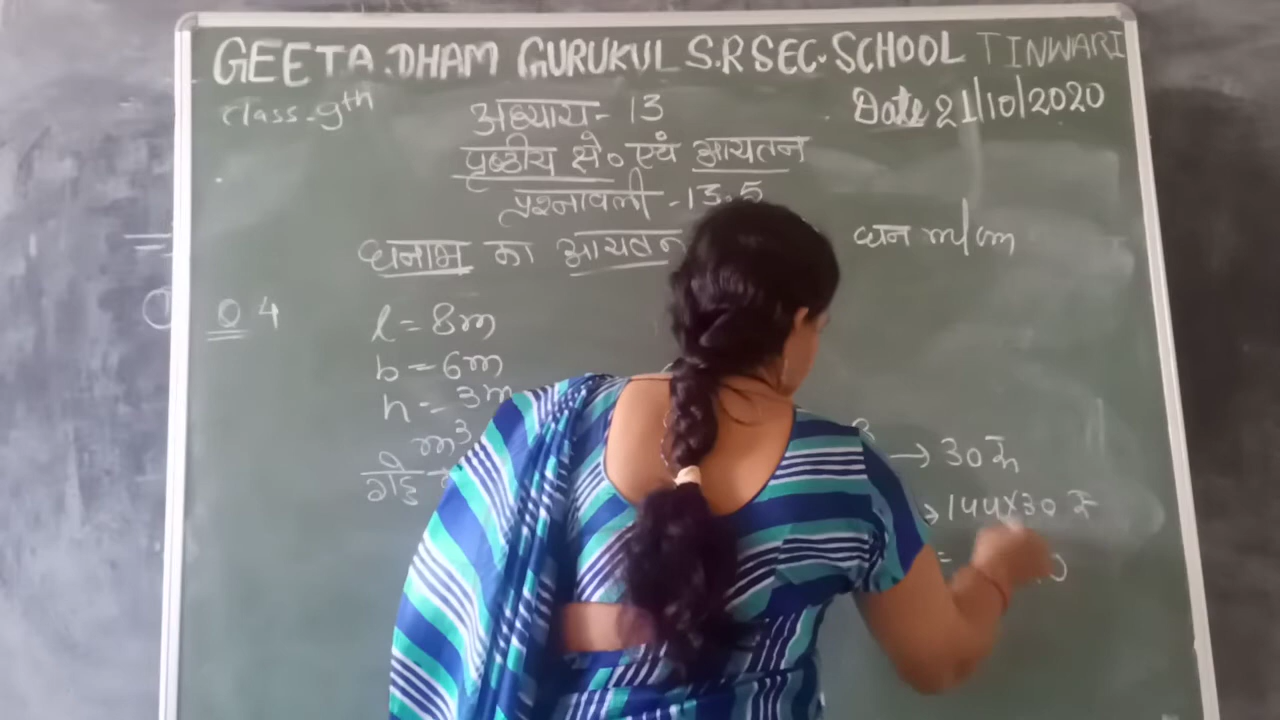 GEETA.DHAM GURUKUL S.R SEC. SCHOOL TINWARI
class-9th
Date 21/10/2020
अध्याय-13
पृष्ठीय क्षे० एवं आयतन
प्रश्नावली-13.5
घनाभ का आयतन घन m/cm
Q 4
l = 8m
b = 6m
h = 3m
m³ → 30 रु
→ 144x30 रु
=